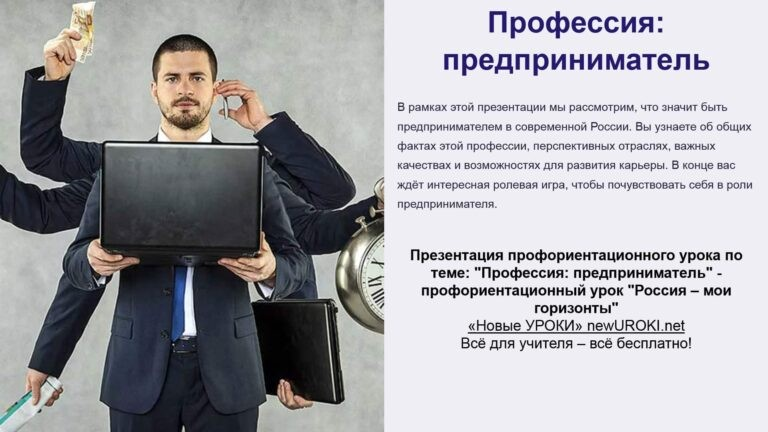 Профессия:
предприниматель
В рамках этой презентации мы рассмотрим, что значит быть
предпринимателем в современной России. Вы узнаете об общих
фактах этой профессии, перспективных отраслях, важных
качествах и возможностях для развития карьеры. В конце вас
ждёт интересная ролевая игра, чтобы почувствовать себя в роли
предпринимателя.
Презентация профориентационного урока по
теме: "Профессия: предприниматель" -
профориентационный урок "Россия – мои
горизонты"
«Новые УРОКИ» newUROKI.net
Всё для учителя – всё бесплатно!